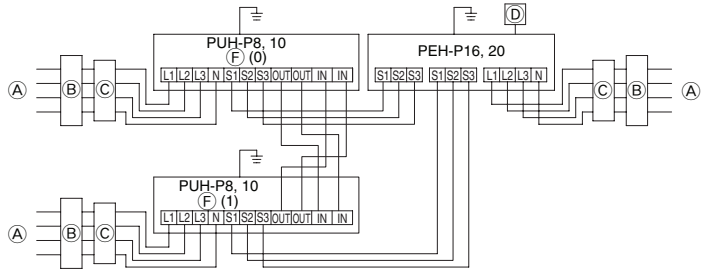 D
PUH-P8, 10
F (0)
PEH-P16, 20
A B C
L1 L2 L3 N S1 S2 S3 OUT OUT IN IN
S1 S2 S3 S1 S2 S3 L1 L2 L3 N
C B A
PUH-P8, 10
F (1)
A B C
L1 L2 L3 N S1 S2 S3 OUT OUT IN IN